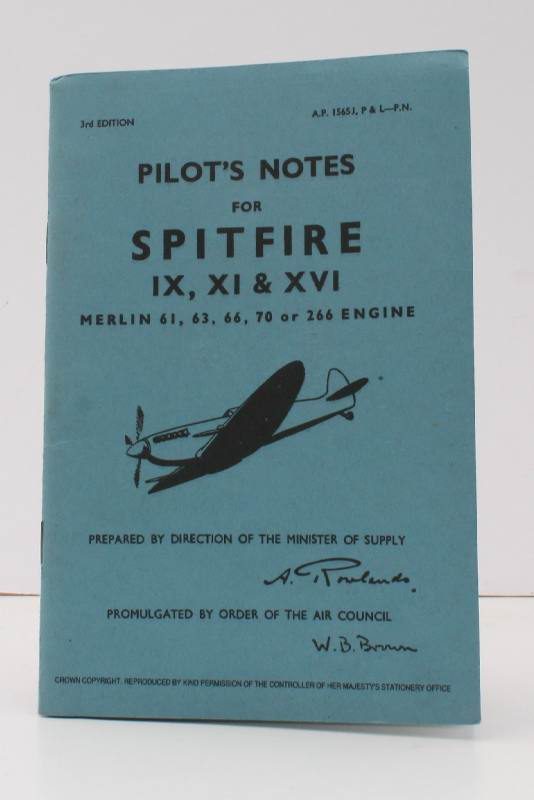 3rd EDITION
A.P. 1565J, P & L—P.N.
PILOT'S NOTES
FOR
SPITFIRE
IX, XI & XVI
MERLIN 61, 63, 66, 70 or 266 ENGINE
PREPARED BY DIRECTION OF THE MINISTER OF SUPPLY
A. Rowlands.
PROMULGATED BY ORDER OF THE AIR COUNCIL
W. B. Brown
CROWN COPYRIGHT. REPRODUCED BY KIND PERMISSION OF THE CONTROLLER OF HER MAJESTY'S STATIONERY OFFICE